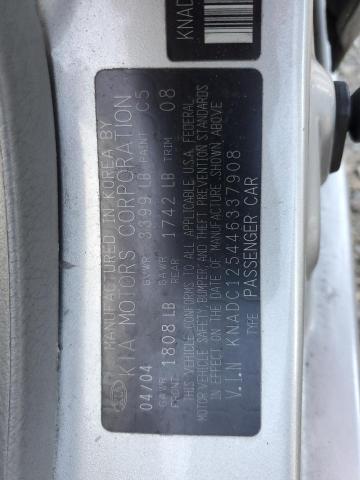 KNAD
MANUFACTURED IN KOREA BY
KIA MOTORS CORPORATION
04/04 GVWR 3399 LB PAINT C5
GAWR FRONT 1808 LB GAWR REAR 1742 LB TRIM 08
THIS VEHICLE CONFORMS TO ALL APPLICABLE U.S.A. FEDERAL
MOTOR VEHICLE SAFETY, BUMPER, AND THEFT PREVENTION STANDARDS
IN EFFECT ON THE DATE OF MANUFACTURE SHOWN ABOVE
V.I.N KNADC125446337908
TYPE PASSENGER CAR